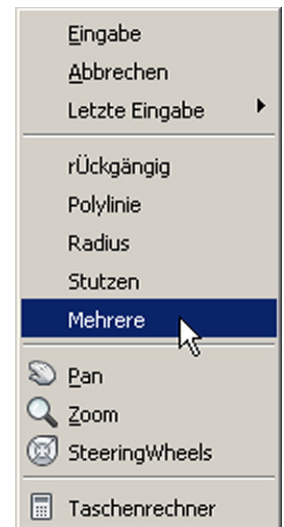 Eingabe
Abbrechen
Letzte Eingabe
rÜckgängig
Polylinie
Radius
Stutzen
Mehrere
Pan
Zoom
SteeringWheels
Taschenrechner